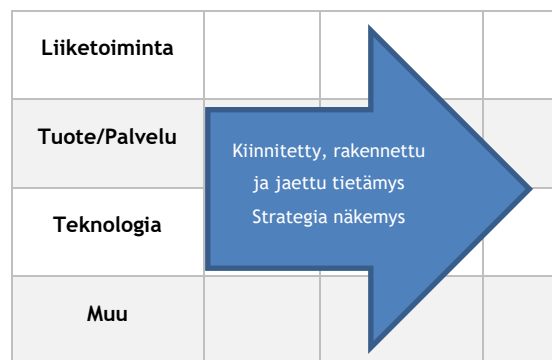 Liiketoiminta
Tuote/Palvelu
Kiinnitetty, rakennettu
ja jaettu tietämys
Strategia näkemys
Teknologia
Muu